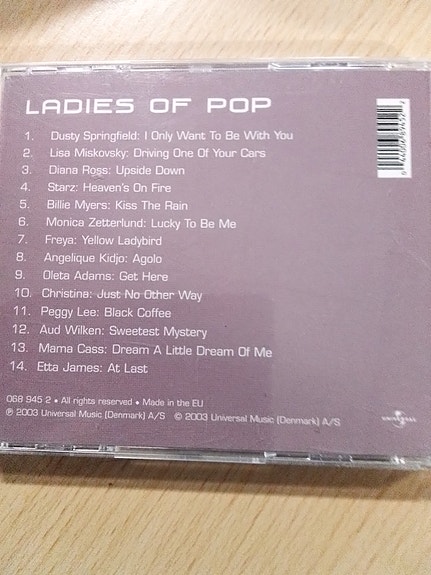 LADIES OF POP
1. Dusty Springfield: I Only Want To Be With You
2. Lisa Miskovsky: Driving One Of Your Cars
3. Diana Ross: Upside Down
4. Starz: Heaven's On Fire
5. Billie Myers: Kiss The Rain
6. Monica Zetterlund: Lucky To Be Me
7. Freya: Yellow Ladybird
8. Angelique Kidjo: Agolo
9. Oleta Adams: Get Here
10. Christina: Just No Other Way
11. Peggy Lee: Black Coffee
12. Aud Wilken: Sweetest Mystery
13. Mama Cass: Dream A Little Dream Of Me
14. Etta James: At Last
068 945 2 • All rights reserved • Made in the EU
℗ 2003 Universal Music (Denmark) A/S © 2003 Universal Music (Denmark) A/S
UNIVERSAL